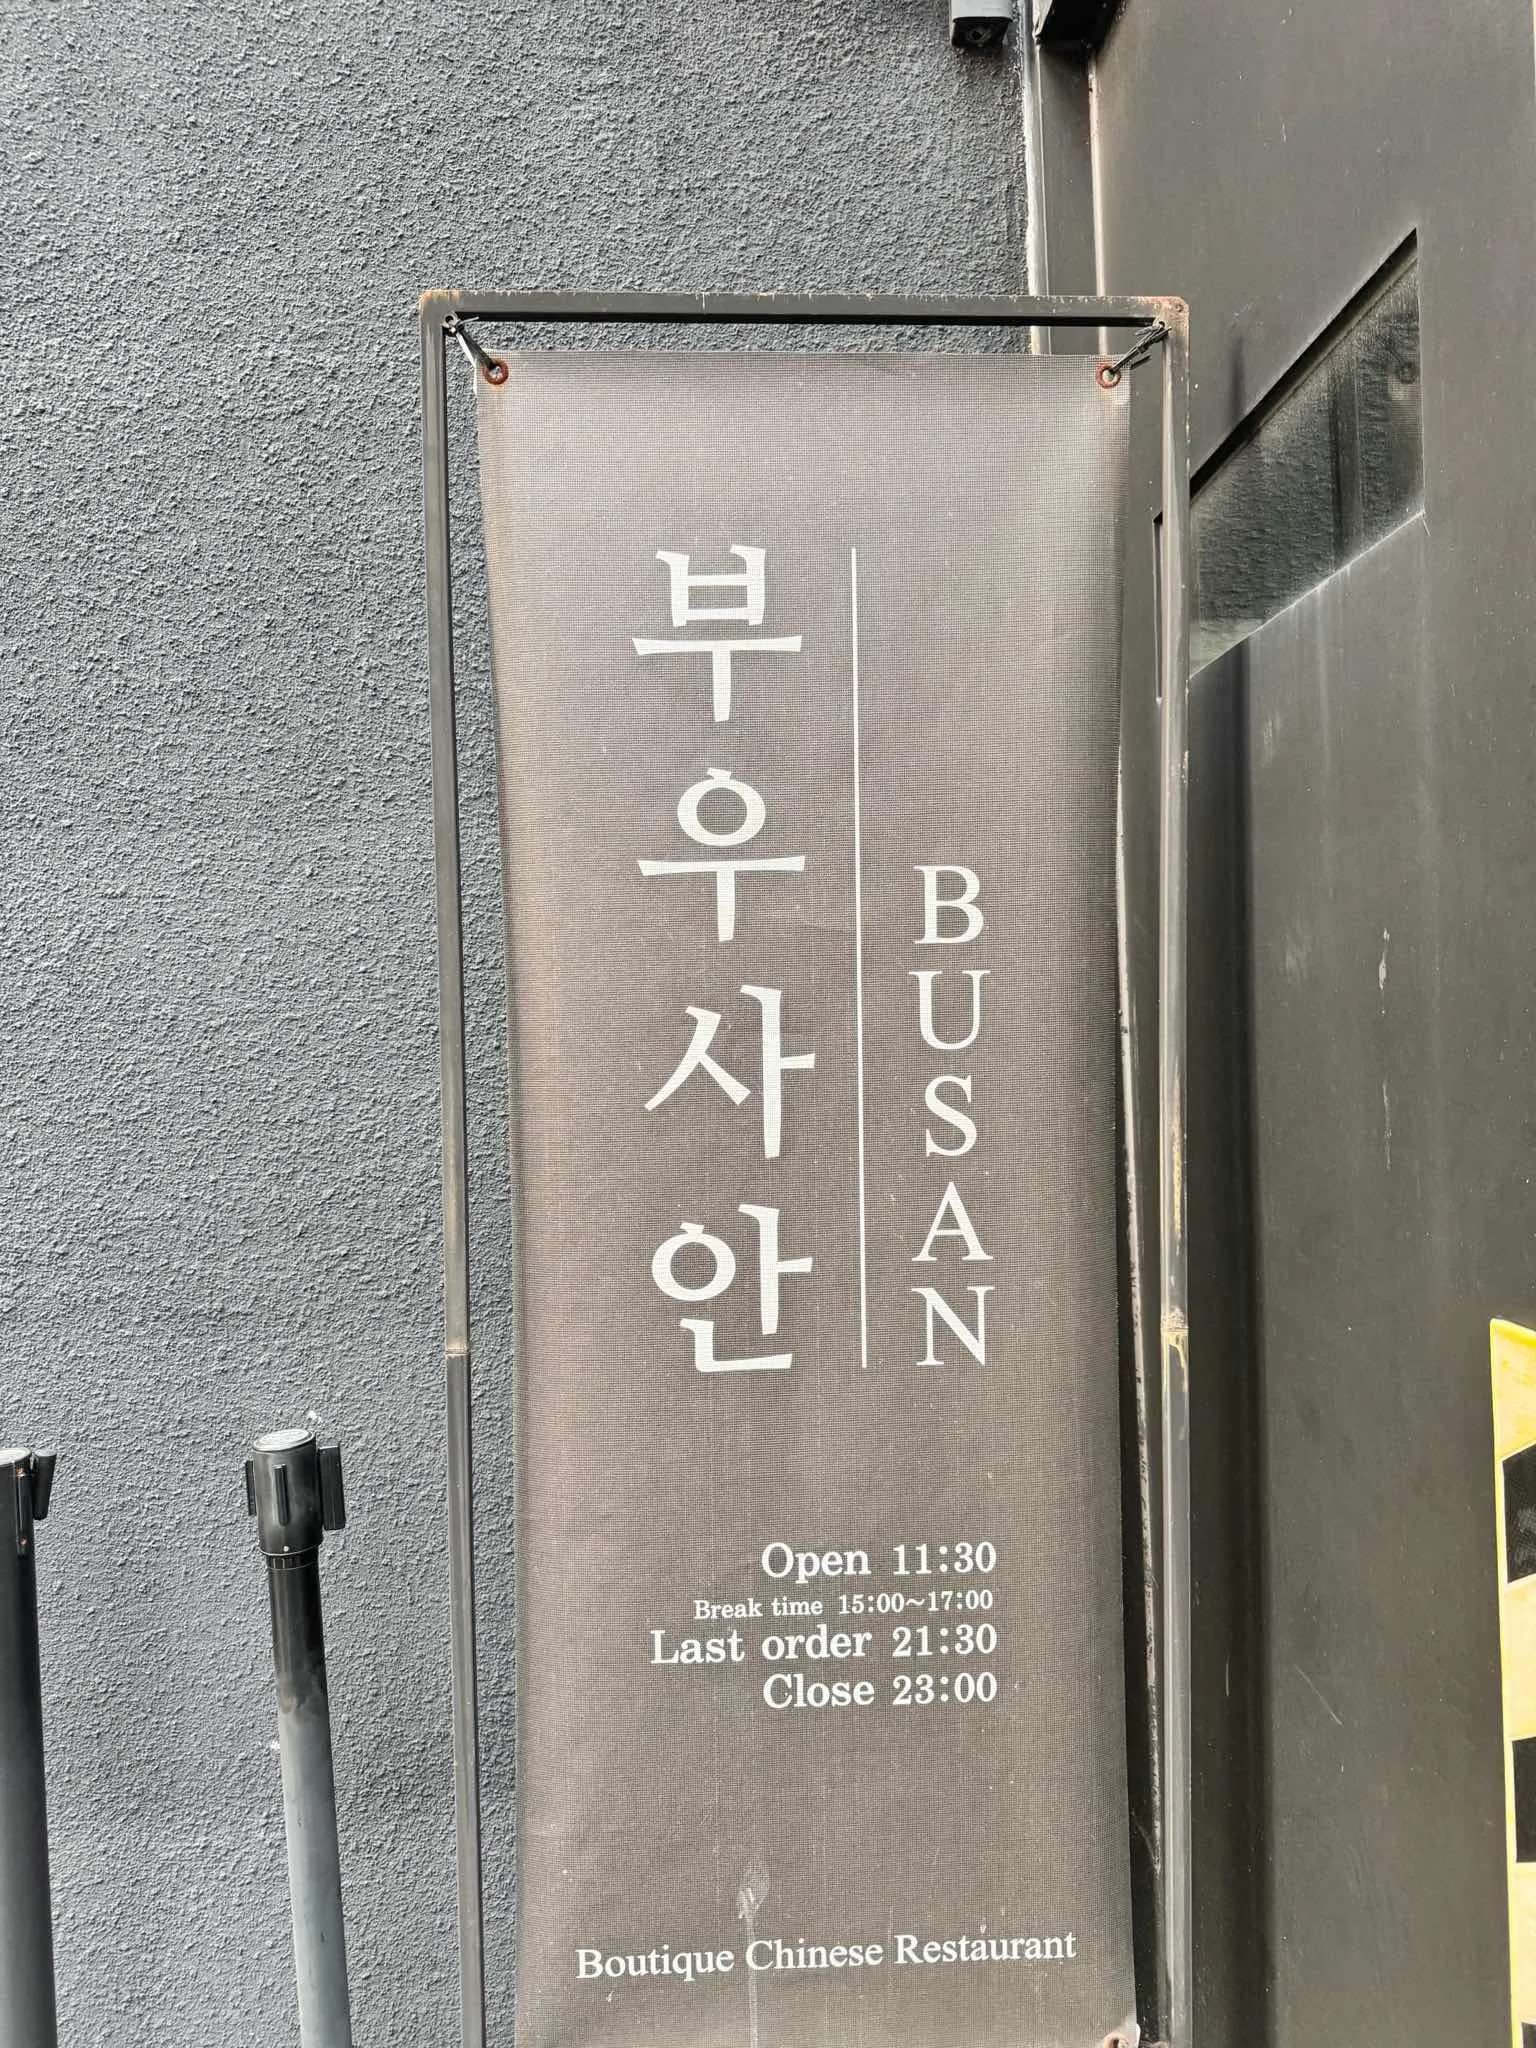 부우사안
BUSAN
Open 11:30
Break time 15:00~17:00
Last order 21:30
Close 23:00
Boutique Chinese Restaurant